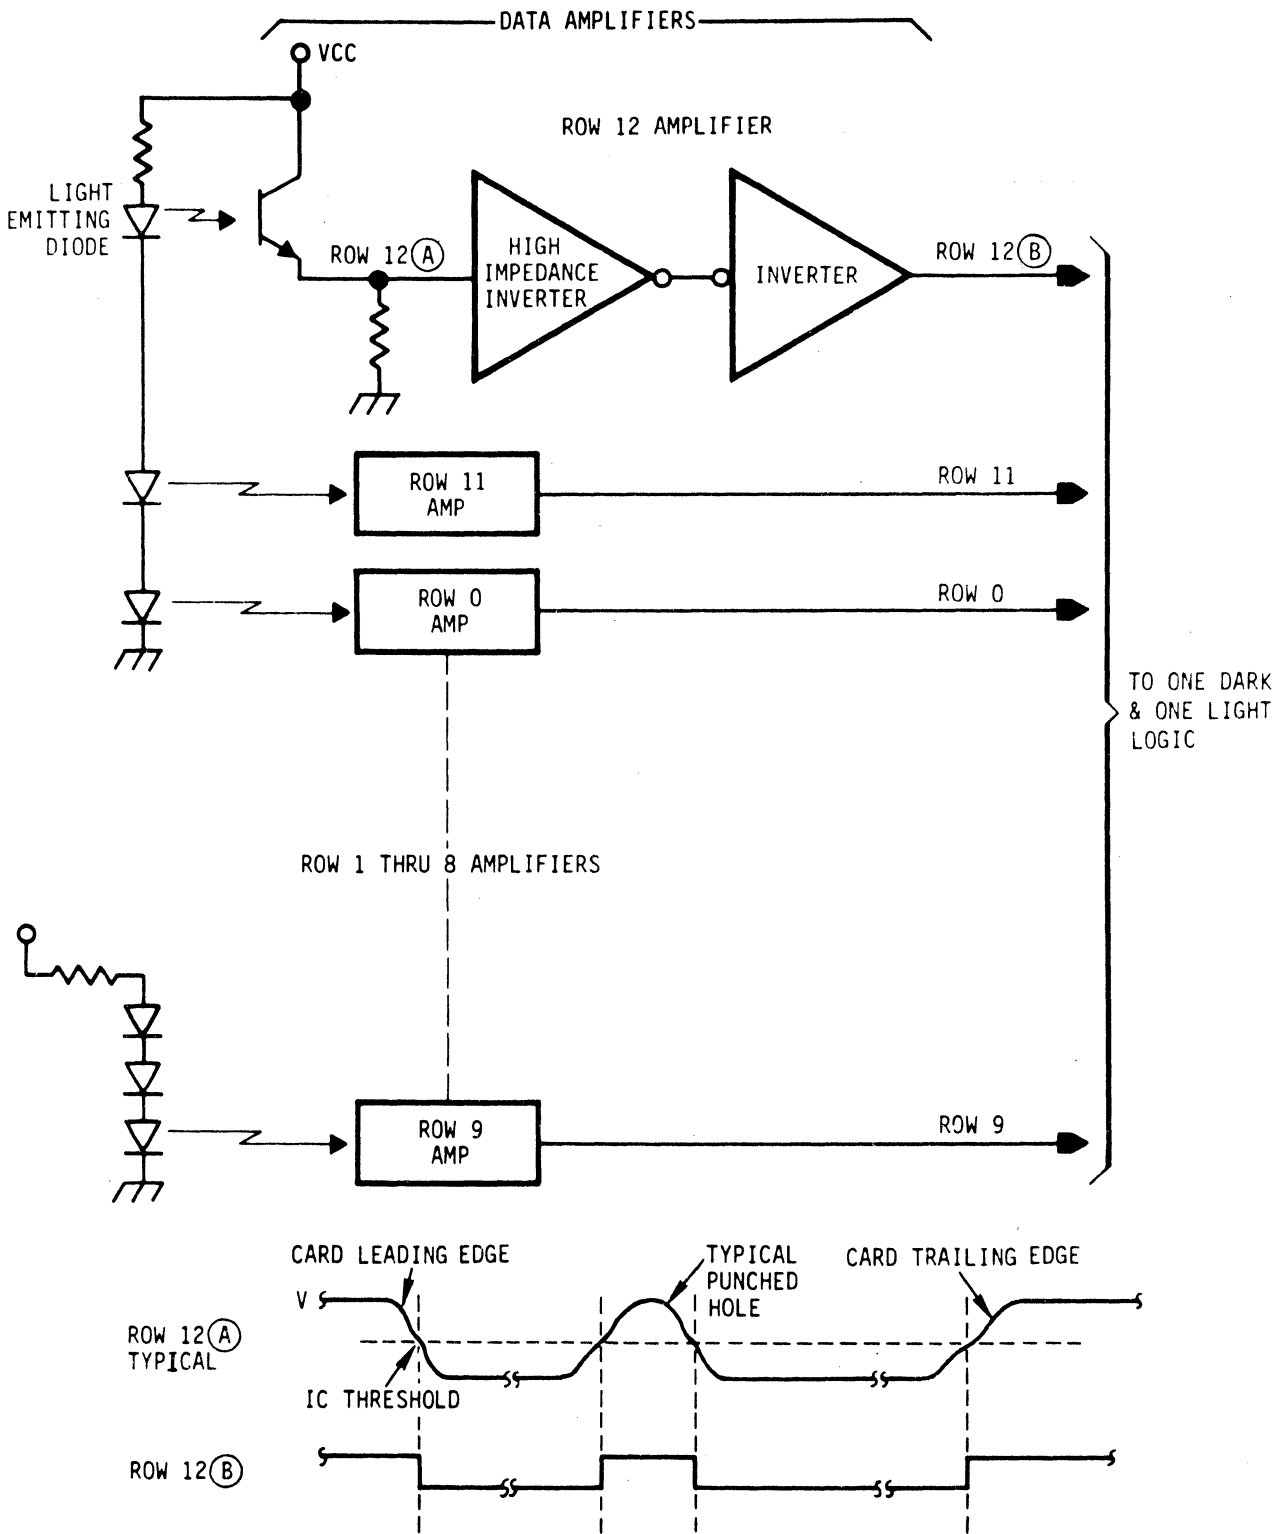 DATA AMPLIFIERS
VCC
ROW 12 AMPLIFIER
LIGHT
EMITTING
DIODE
ROW 12 A
HIGH
IMPEDANCE
INVERTER
INVERTER
ROW 12 B
ROW 11
AMP
ROW 11
ROW 0
AMP
ROW 0
TO ONE DARK
& ONE LIGHT
LOGIC
ROW 1 THRU 8 AMPLIFIERS
ROW 9
AMP
ROW 9
CARD LEADING EDGE
TYPICAL
PUNCHED
HOLE
CARD TRAILING EDGE
V
ROW 12 A
TYPICAL
IC THRESHOLD
ROW 12 B